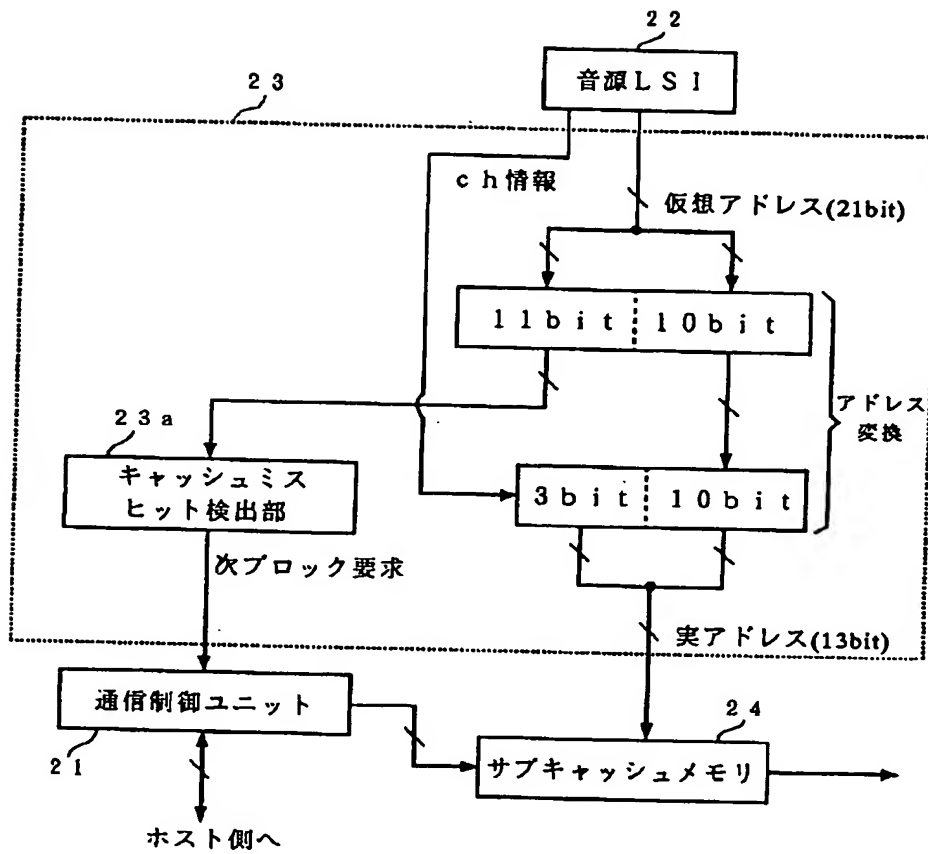 22
音源LSI
23
ch情報
仮想アドレス(21bit)
11bit 10bit
アドレス
変換
23a
キャッシュミス
ヒット検出部
3bit 10bit
次ブロック要求
実アドレス(13bit)
通信制御ユニット
21
24
サブキャッシュメモリ
ホスト側へ